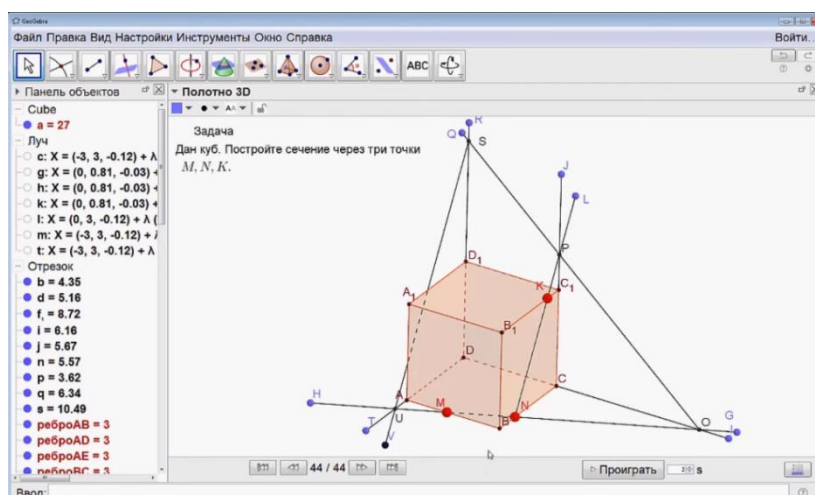 GeoGebra
Файл Правка Вид Настройки Инструменты Окно Справка
Войти...
ABC
Панель объектов
Полотно 3D
Cube
a = 27
Луч
c: X = (-3, 3, -0.12) + λ
g: X = (0, 0.81, -0.03) +
h: X = (0, 0.81, -0.03) +
k: X = (0, 0.81, -0.03) +
l: X = (0, 3, -0.12) + λ (
m: X = (-3, 3, -0.12) + λ
t: X = (-3, 3, -0.12) + λ
Отрезок
b = 4.35
d = 5.16
f₁ = 8.72
i = 6.16
j = 5.67
n = 5.57
p = 3.62
q = 6.34
s = 10.49
реброAB = 3
реброAD = 3
реброAE = 3
реброBC = 3
AA
Задача
Дан куб. Постройте сечение через три точки
M, N, K.
R
Q
S
J
L
P
D₁
K
C₁
A₁
B₁
D
C
H
A
M
N
B
T
U
V
O
G
44 / 44
Проиграть
s
Ввод: